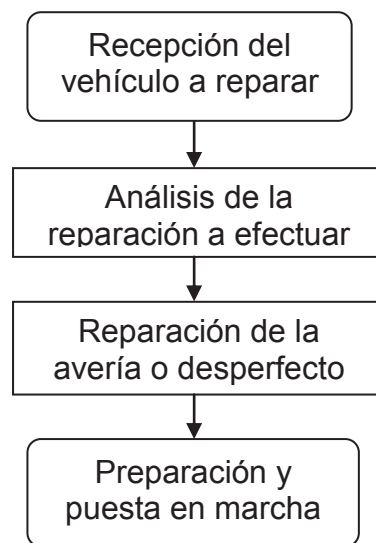 Recepción del
vehículo a reparar
Análisis de la
reparación a efectuar
Reparación de la
avería o desperfecto
Preparación y
puesta en marcha